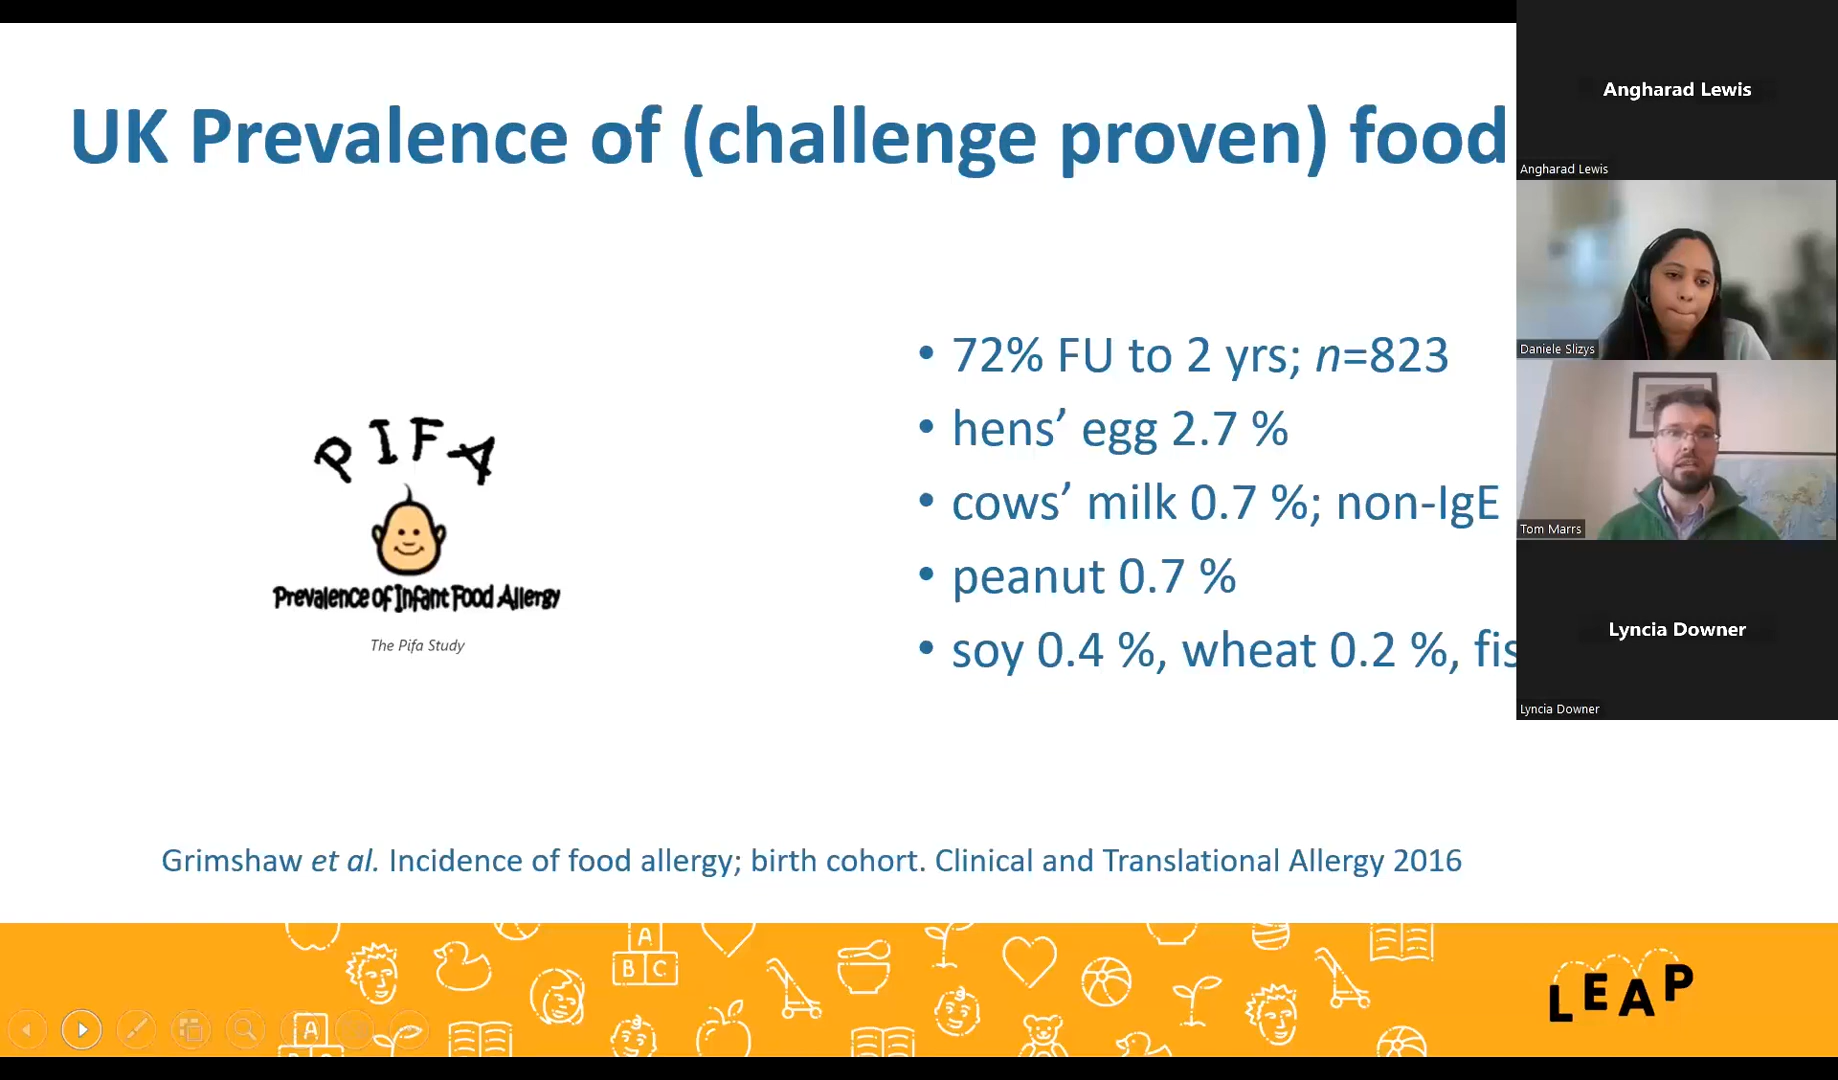 UK Prevalence of (challenge proven) food
• 72% FU to 2 yrs; n=823
• hens’ egg 2.7 %
• cows’ milk 0.7 %; non-IgE
• peanut 0.7 %
• soy 0.4 %, wheat 0.2 %, fis
PIFA
Prevalence of Infant Food Allergy
The Pifa Study
Grimshaw et al. Incidence of food allergy; birth cohort. Clinical and Translational Allergy 2016
Angharad Lewis
Angharad Lewis
Daniele Slizys
Tom Marrs
Lyncia Downer
Lyncia Downer
A
B C
A
LEAP